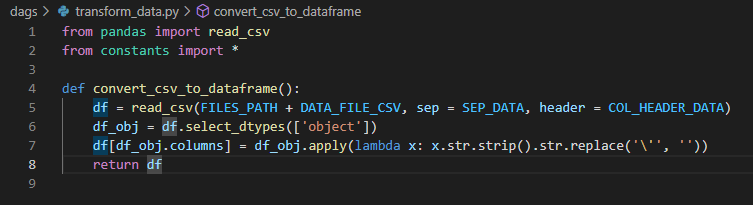 dags > transform_data.py > convert_csv_to_dataframe
1 from pandas import read_csv
2 from constants import *
3
4 def convert_csv_to_dataframe():
5     df = read_csv(FILES_PATH + DATA_FILE_CSV, sep = SEP_DATA, header = COL_HEADER_DATA)
6     df_obj = df.select_dtypes(['object'])
7     df[df_obj.columns] = df_obj.apply(lambda x: x.str.strip().str.replace('\'', ''))
8     return df
9